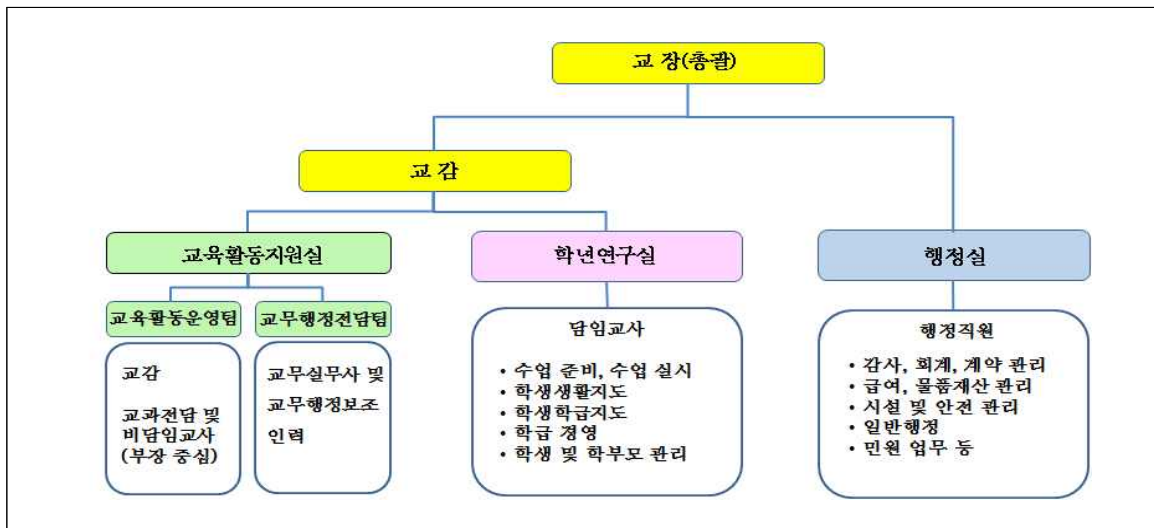 교 장(총괄)
교 감
교육활동지원실
학년연구실
행정실
교육활동운영팀
교무행정전담팀
교감
교과전담 및
비담임교사
(부장 중심)
교무실무사 및
교무행정보조
인력
담임교사
• 수업 준비, 수업 실시
• 학생생활지도
• 학생학급지도
• 학급 경영
• 학생 및 학부모 관리
행정직원
• 감사, 회계, 계약 관리
• 급여, 물품재산 관리
• 시설 및 안전 관리
• 일반행정
• 민원 업무 등